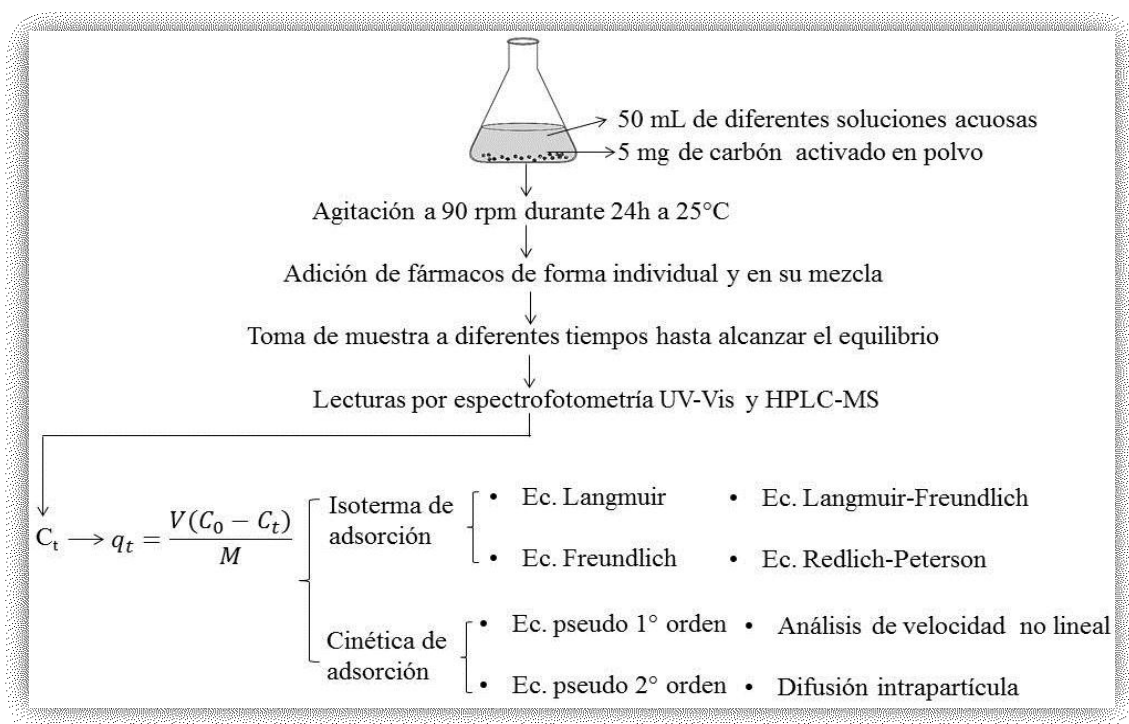 50 mL de diferentes soluciones acuosas
5 mg de carbón activado en polvo
Agitación a 90 rpm durante 24h a 25°C
Adición de fármacos de forma individual y en su mezcla
Toma de muestra a diferentes tiempos hasta alcanzar el equilibrio
Lecturas por espectrofotometría UV-Vis y HPLC-MS
Cₜ → qₜ = V(C₀ − Cₜ) / M
Isoterma de
adsorción
• Ec. Langmuir
• Ec. Langmuir-Freundlich
• Ec. Freundlich
• Ec. Redlich-Peterson
Cinética de
adsorción
• Ec. pseudo 1° orden
• Análisis de velocidad no lineal
• Ec. pseudo 2° orden
• Difusión intrapartícula